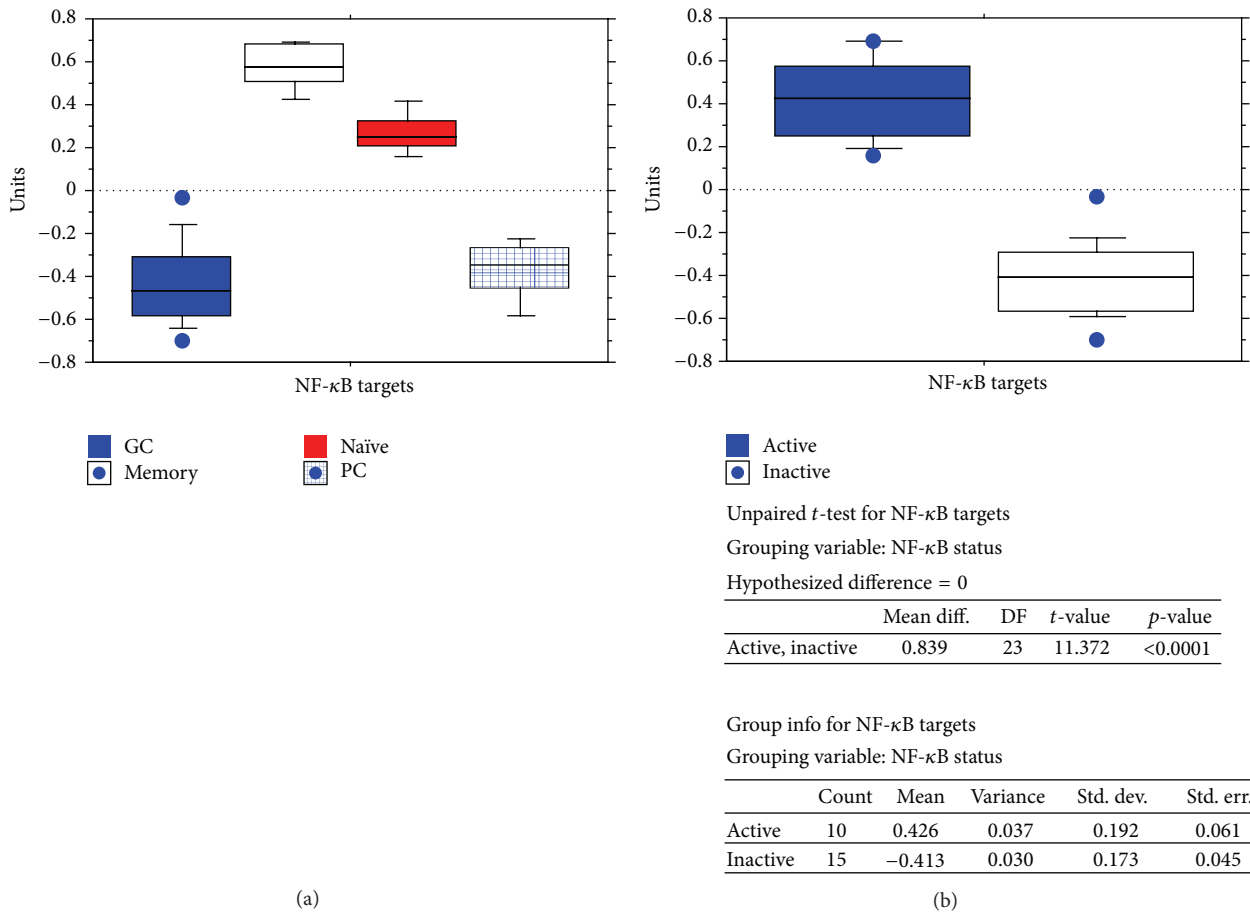 0.8
0.6
0.4
0.2
0
−0.2
−0.4
−0.6
−0.8
Units
NF-κB targets
GC
Naïve
Memory
PC
(a)
0.8
0.6
0.4
0.2
0
−0.2
−0.4
−0.6
−0.8
Units
NF-κB targets
Active
Inactive
Unpaired t-test for NF-κB targets
Grouping variable: NF-κB status
Hypothesized difference = 0
Mean diff. DF t-value p-value
Active, inactive 0.839 23 11.372 <0.0001
Group info for NF-κB targets
Grouping variable: NF-κB status
Count Mean Variance Std. dev. Std. err.
Active 10 0.426 0.037 0.192 0.061
Inactive 15 −0.413 0.030 0.173 0.045
(b)